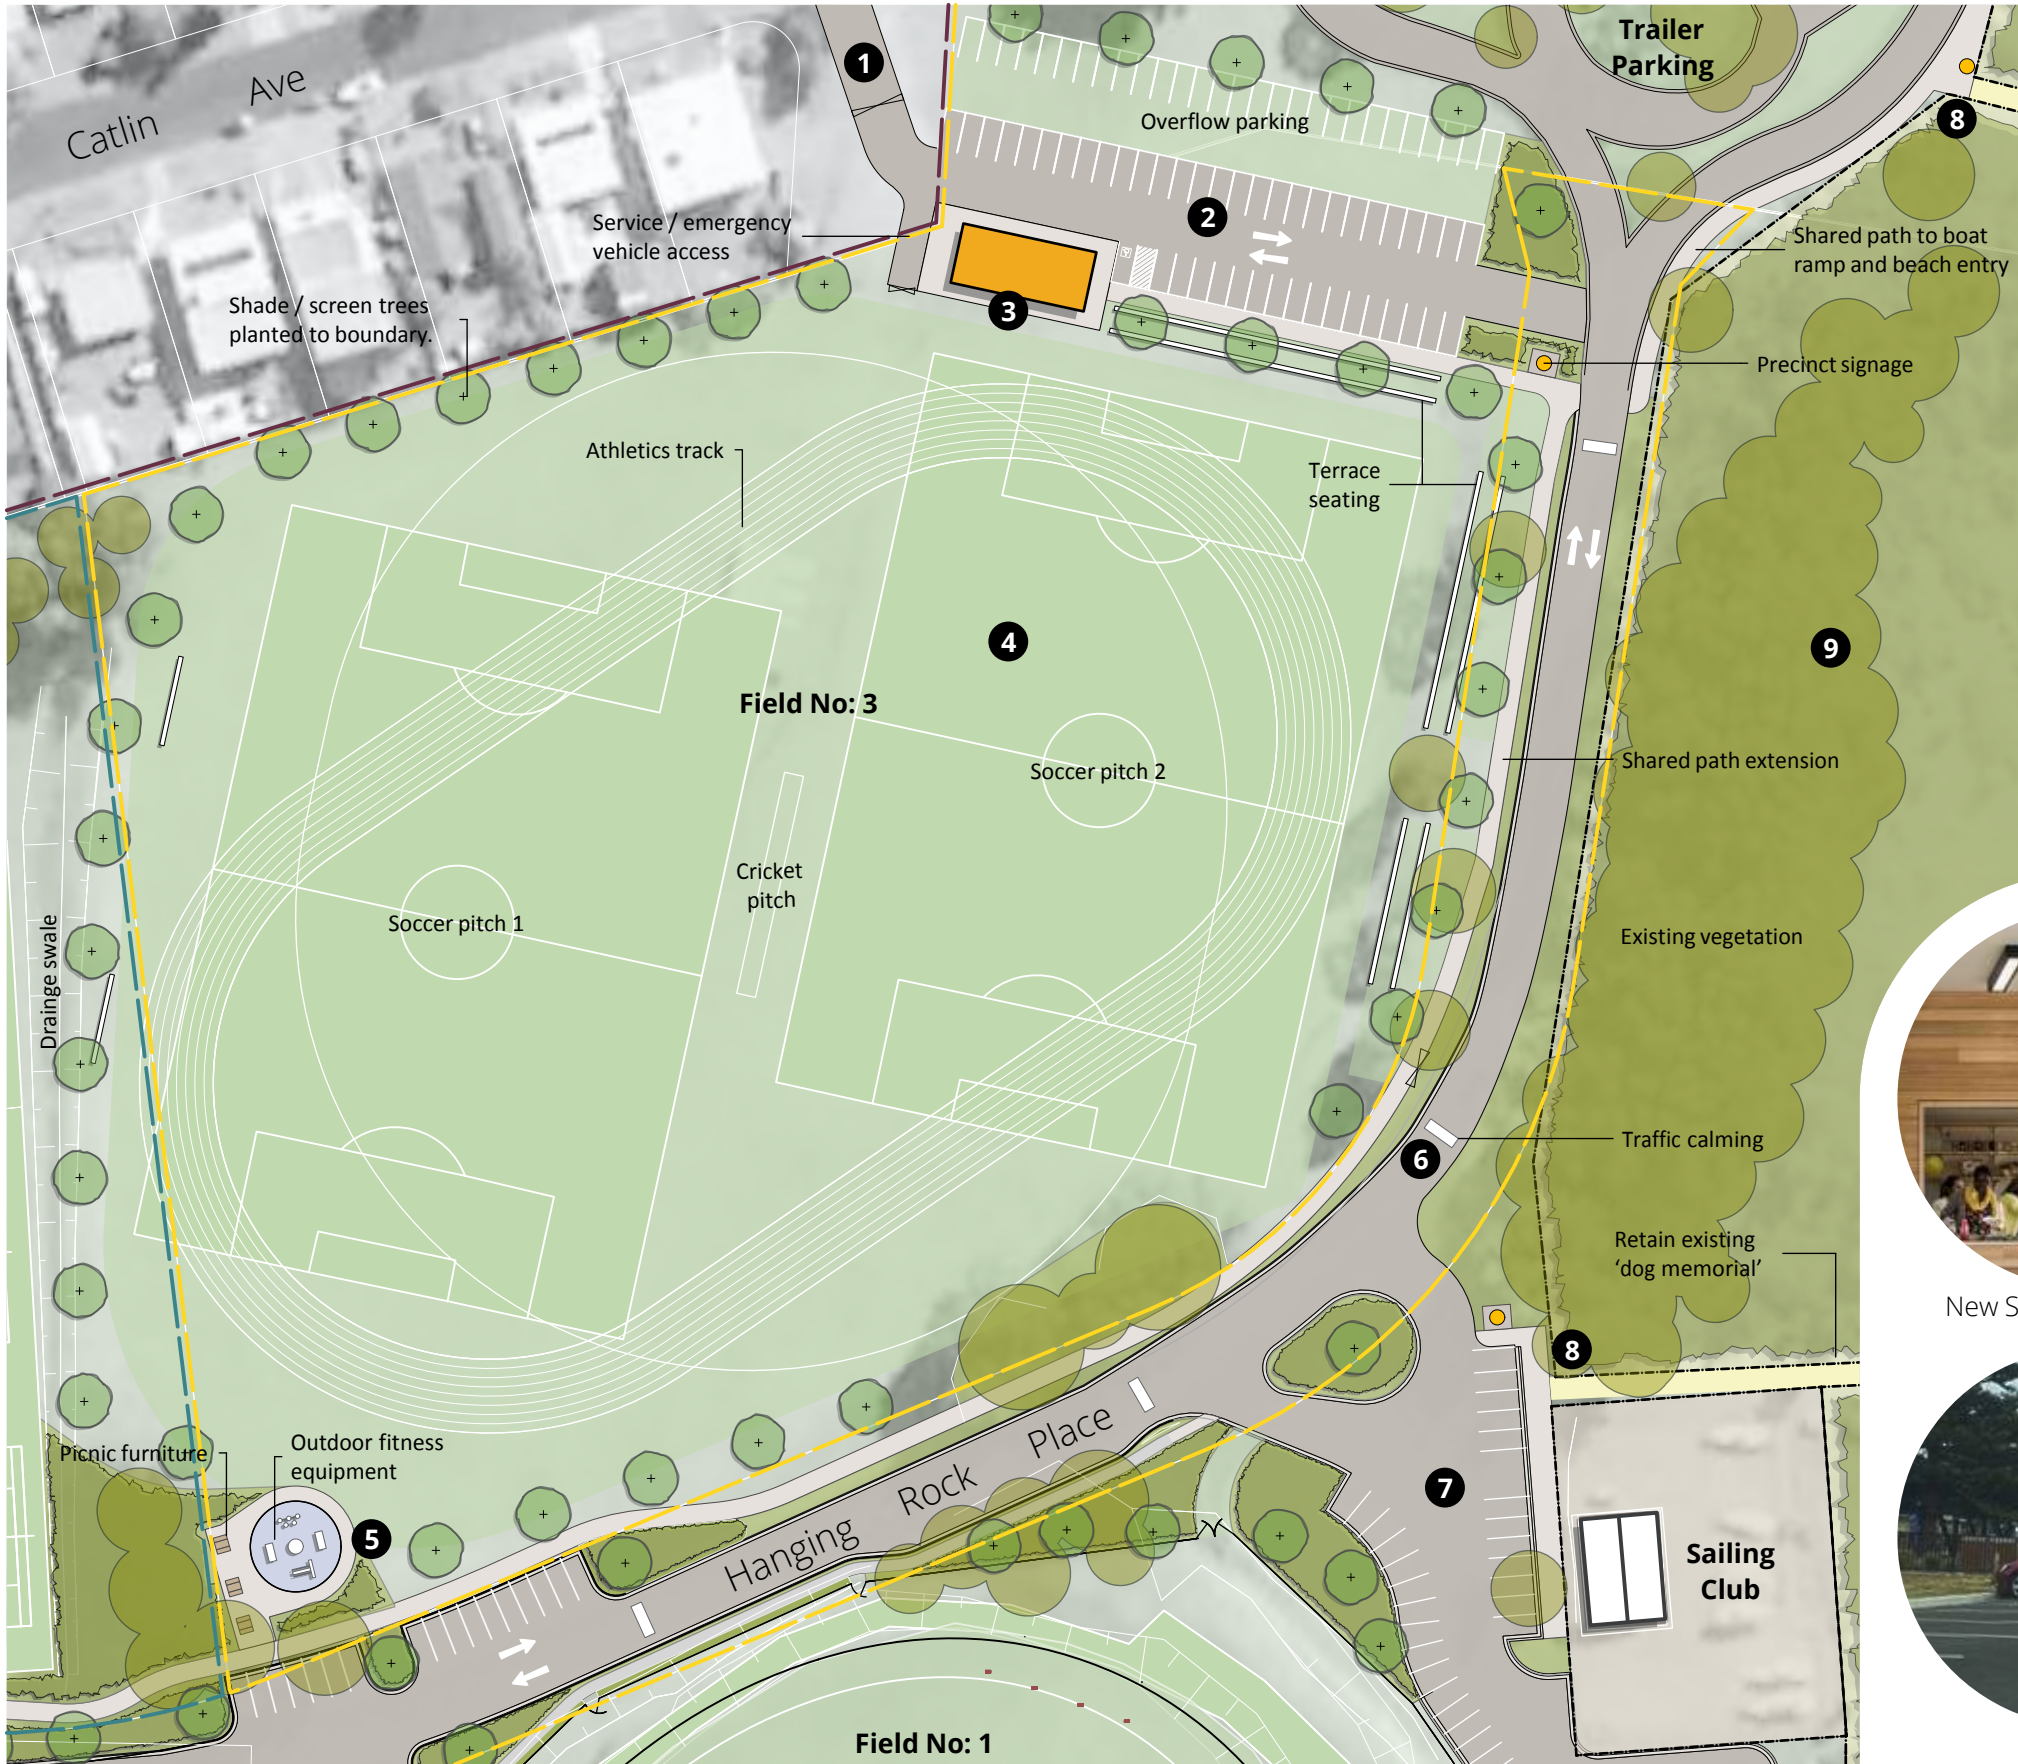 Catlin Ave
1
Trailer
Parking
8
Overflow parking
2
Service / emergency
vehicle access
Shared path to boat
ramp and beach entry
Shade / screen trees
planted to boundary.
3
Precinct signage
Athletics track
Terrace
seating
4
9
Field No: 3
Soccer pitch 2
Shared path extension
Cricket
pitch
Soccer pitch 1
Existing vegetation
Drainge swale
Traffic calming
6
Retain existing
‘dog memorial’
New S
8
Picnic furniture
Outdoor fitness
equipment
Hanging Rock Place
7
5
Sailing
Club
Field No: 1